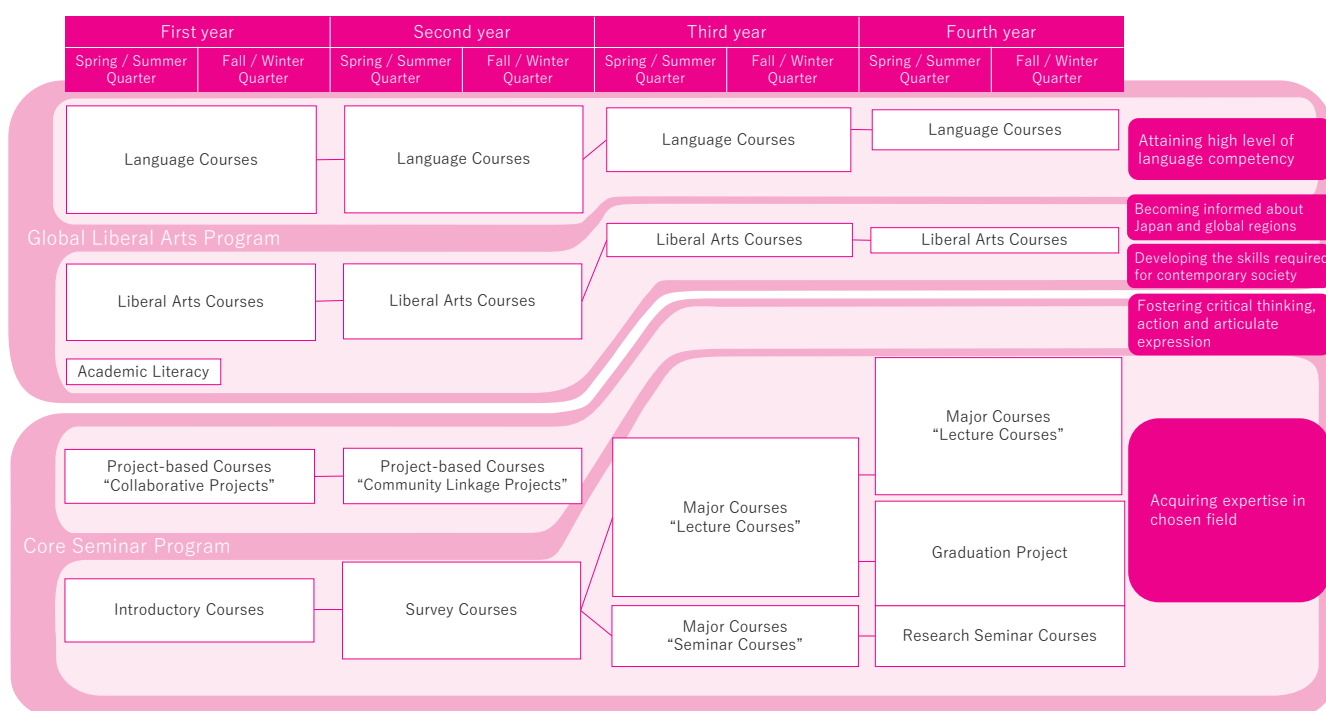 First year
Second year
Third year
Fourth year
Spring / Summer
Quarter
Fall / Winter
Quarter
Spring / Summer
Quarter
Fall / Winter
Quarter
Spring / Summer
Quarter
Fall / Winter
Quarter
Spring / Summer
Quarter
Fall / Winter
Quarter
Language Courses
Language Courses
Language Courses
Language Courses
Attaining high level of
language competency
Global Liberal Arts Program
Liberal Arts Courses
Liberal Arts Courses
Liberal Arts Courses
Liberal Arts Courses
Becoming informed about
Japan and global regions
Developing the skills required
for contemporary society
Academic Literacy
Fostering critical thinking,
action and articulate
expression
Project-based Courses
“Collaborative Projects”
Project-based Courses
“Community Linkage Projects”
Core Seminar Program
Introductory Courses
Survey Courses
Major Courses
“Lecture Courses”
Major Courses
“Seminar Courses”
Major Courses
“Lecture Courses”
Graduation Project
Research Seminar Courses
Acquiring expertise in
chosen field